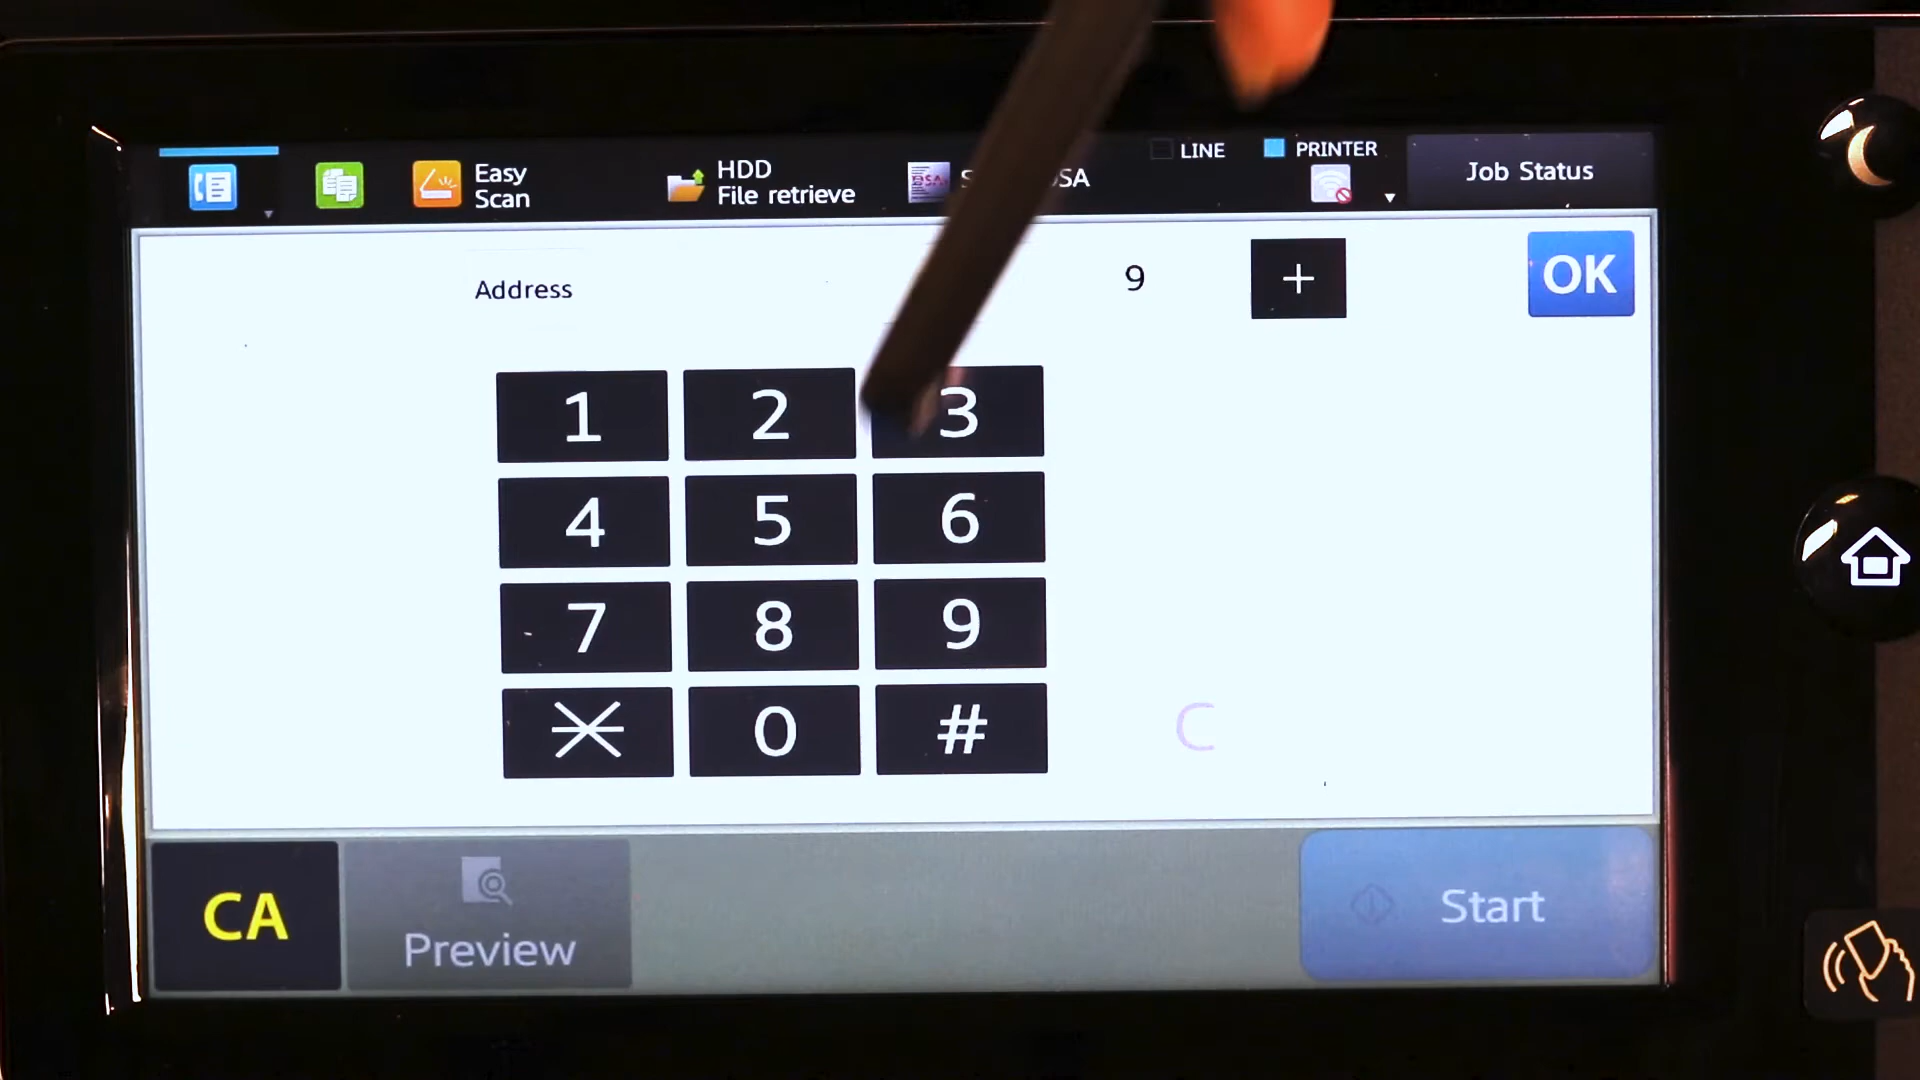 LINE PRINTER
Easy
Scan
HDD
File retrieve
Job Status
Address
9
+
OK
1 2 3
4 5 6
7 8 9
* 0 # C
CA
Preview
Start